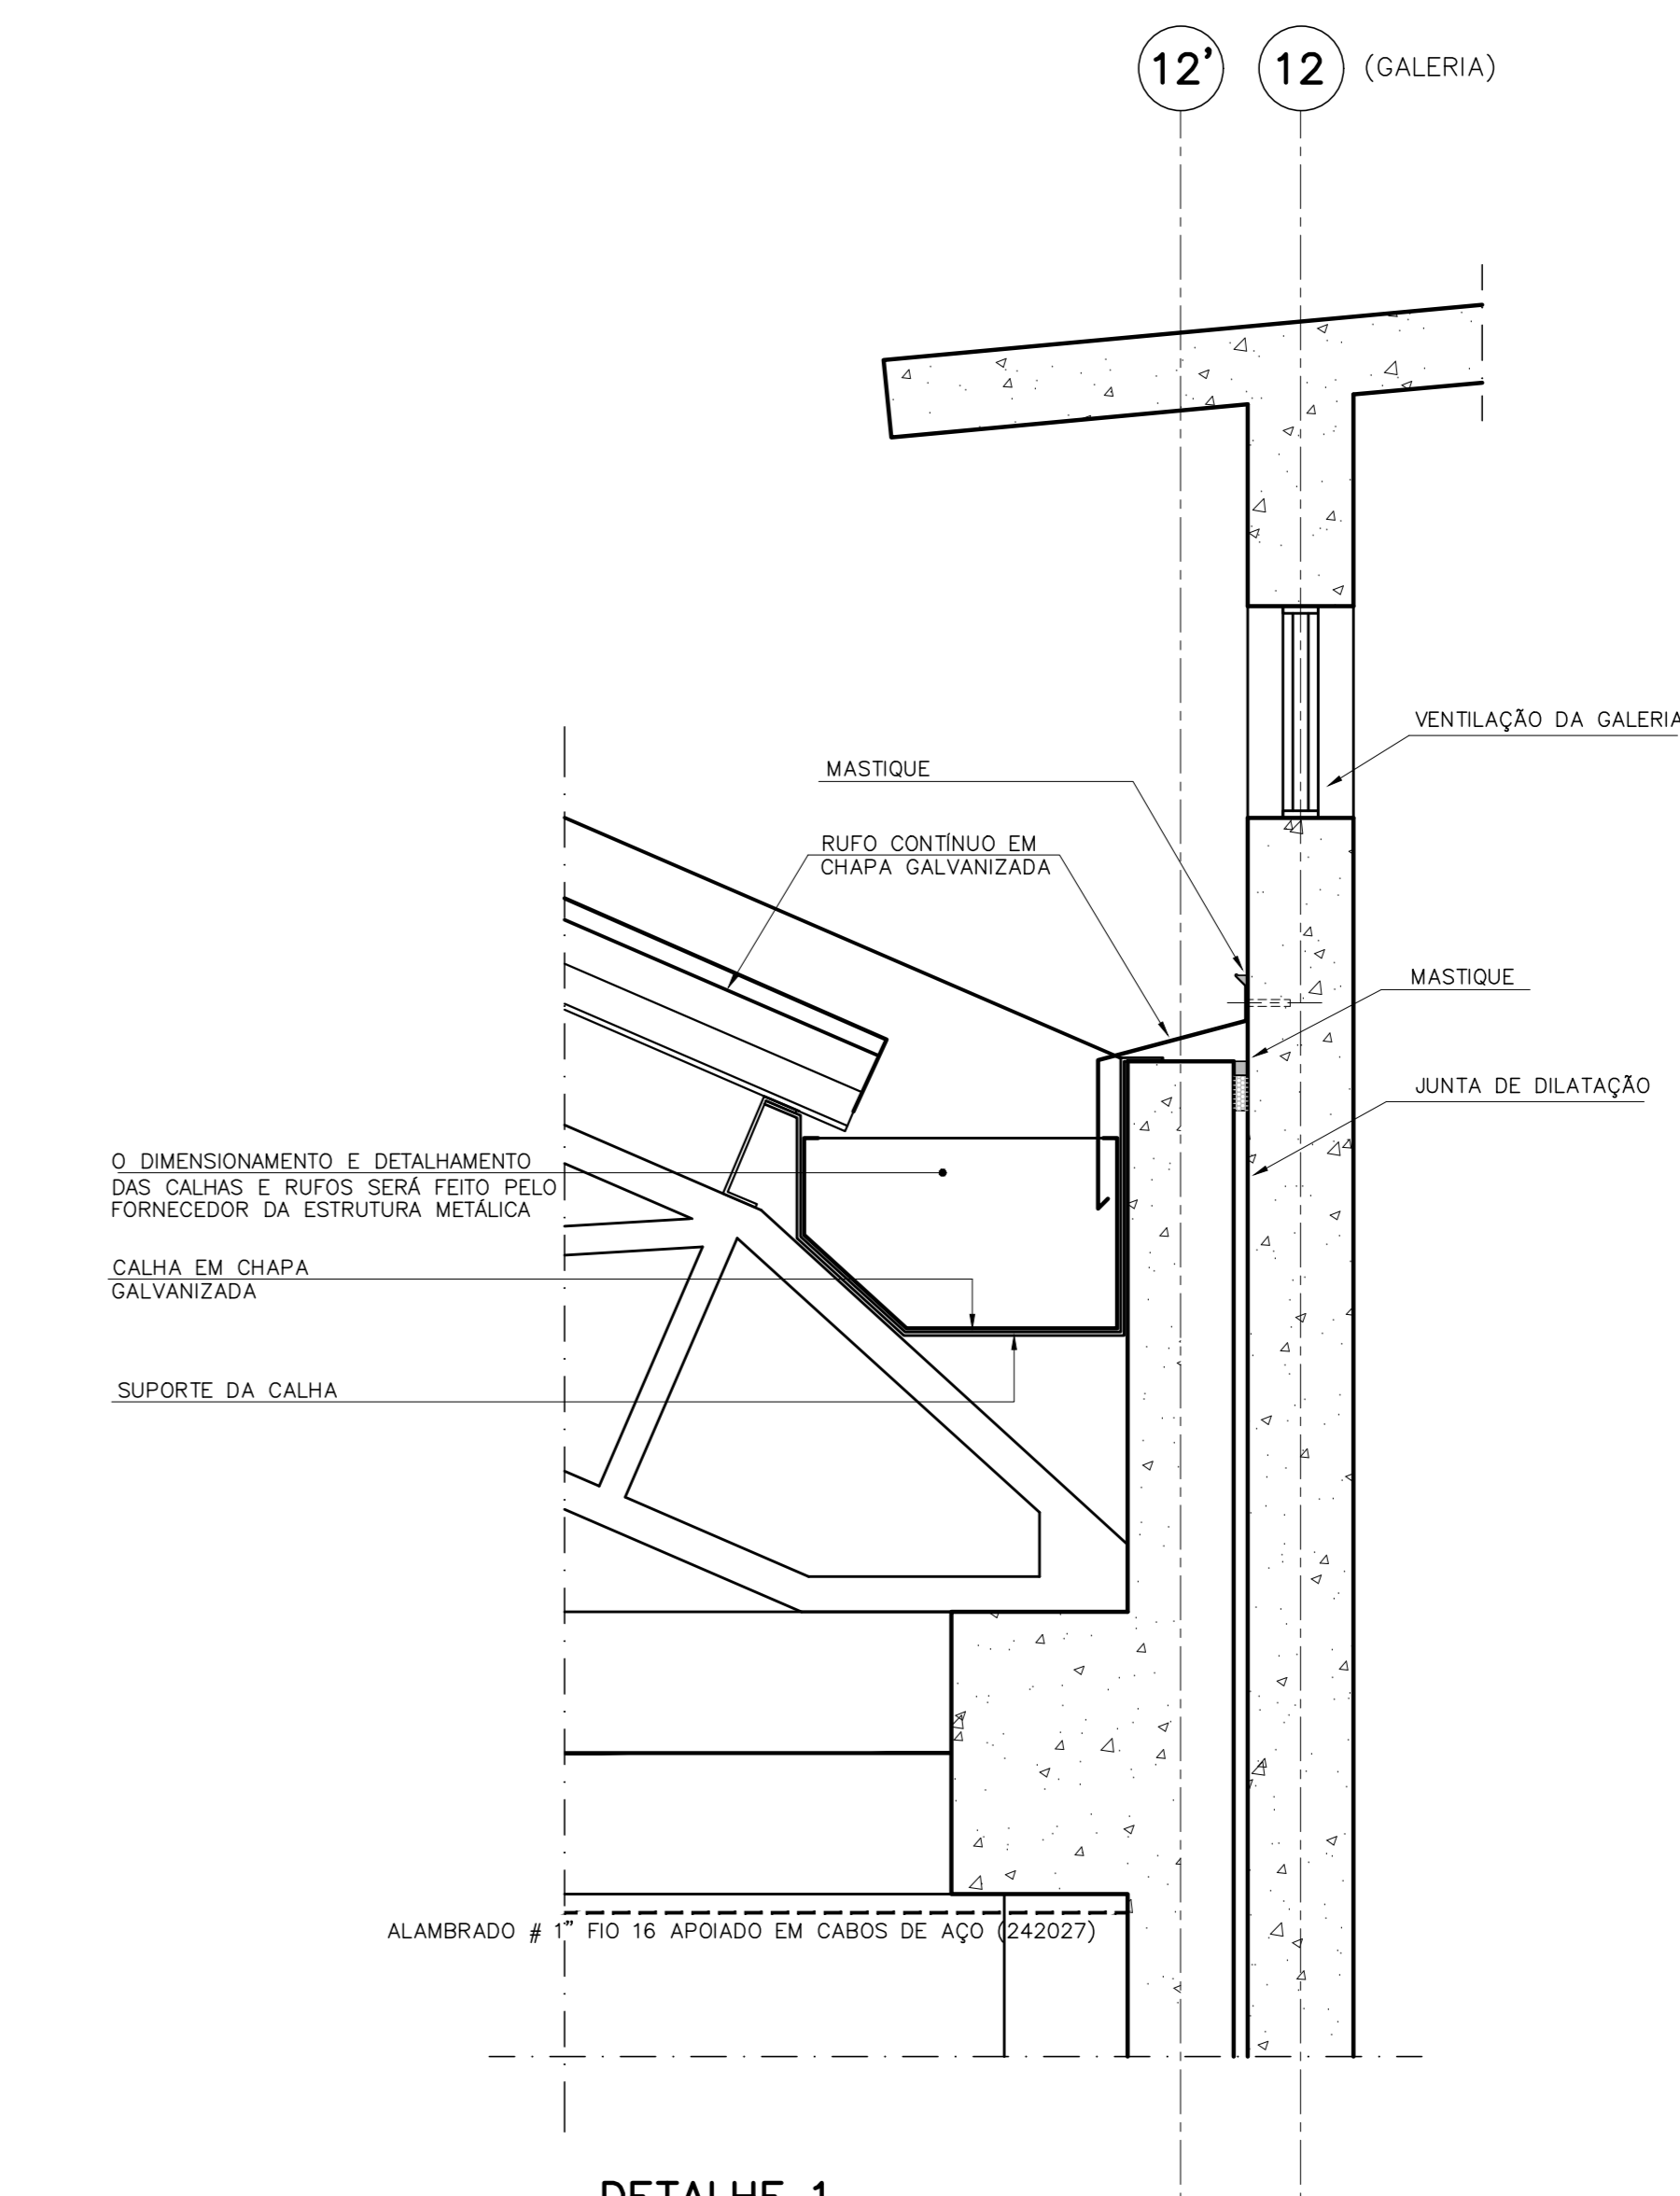 12' 12 (GALERIA)
VENTILAÇÃO DA GALERIA
MASTIQUE
RUFO CONTÍNUO EM
CHAPA GALVANIZADA
MASTIQUE
JUNTA DE DILATAÇÃO
O DIMENSIONAMENTO E DETALHAMENTO
DAS CALHAS E RUFOS SERÁ FEITO PELO
FORNECEDOR DA ESTRUTURA METÁLICA
CALHA EM CHAPA
GALVANIZADA
SUPORTE DA CALHA
ALAMBRADO # 1" FIO 16 APOIADO EM CABOS DE AÇO (242027)
DETALHE 1